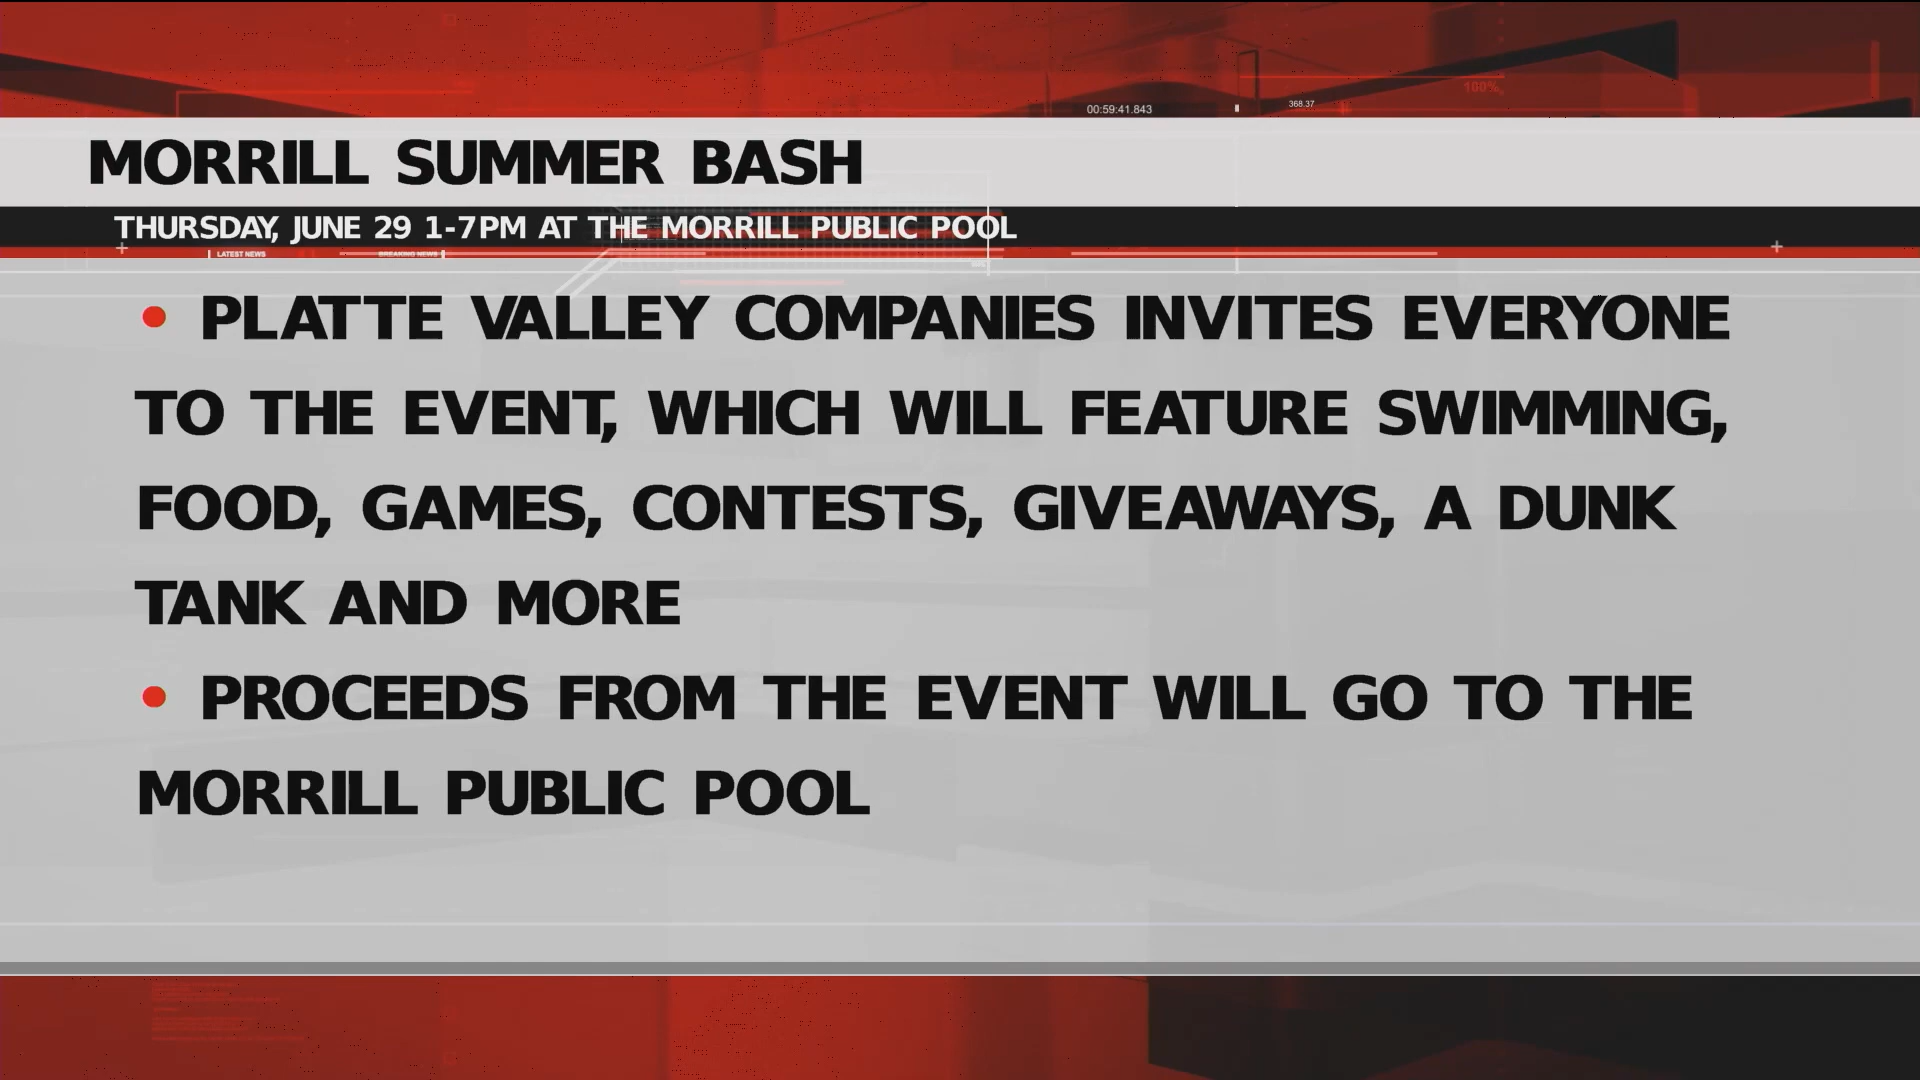 100%
00:59:41.843
368.37
MORRILL SUMMER BASH
THURSDAY, JUNE 29 1-7PM AT THE MORRILL PUBLIC POOL
LATEST NEWS
BREAKING NEWS
• PLATTE VALLEY COMPANIES INVITES EVERYONE
TO THE EVENT, WHICH WILL FEATURE SWIMMING,
FOOD, GAMES, CONTESTS, GIVEAWAYS, A DUNK
TANK AND MORE
• PROCEEDS FROM THE EVENT WILL GO TO THE
MORRILL PUBLIC POOL